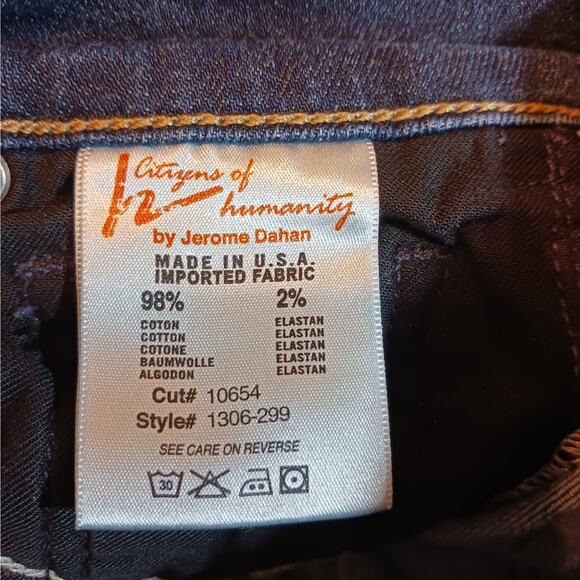 Citizens of
humanity
by Jerome Dahan
MADE IN U.S.A.
IMPORTED FABRIC
98% 2%
COTON ELASTAN
COTTON ELASTAN
COTONE ELASTAN
BAUMWOLLE ELASTAN
ALGODON ELASTAN
Cut# 10654
Style# 1306-299
SEE CARE ON REVERSE
30